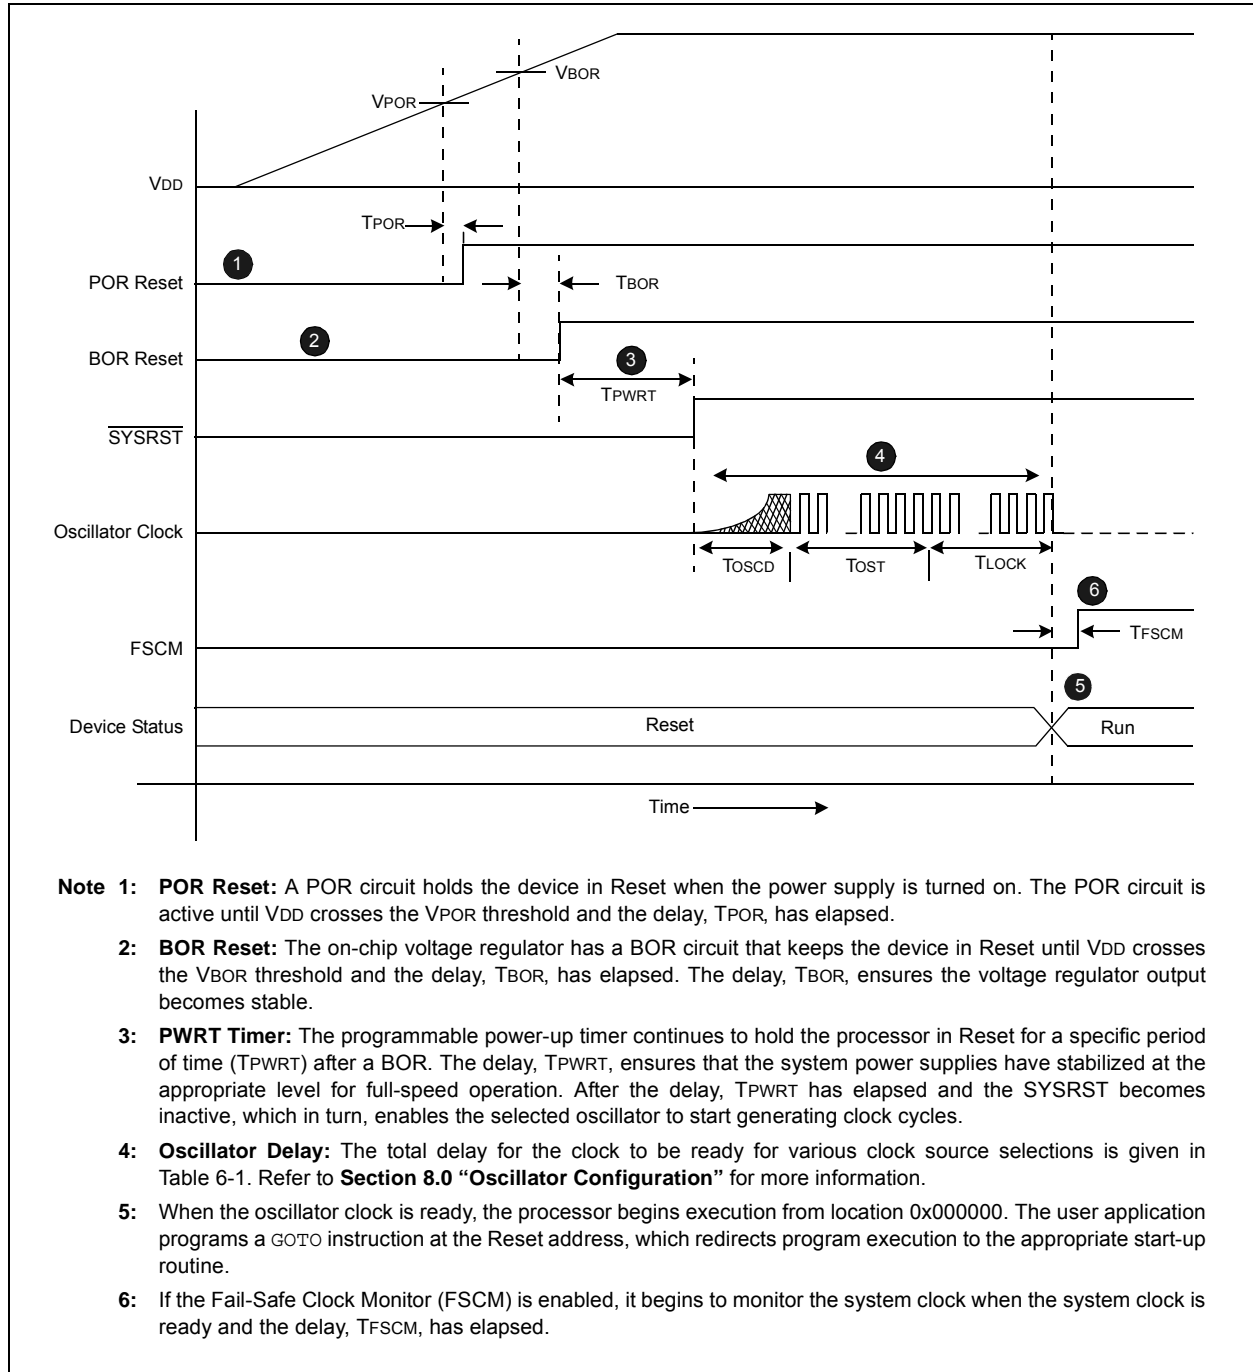 VBOR
VPOR
VDD
TPOR
1
POR Reset
TBOR
2
BOR Reset
3
TPWRT
SYSRST
4
Oscillator Clock
TOSCD
TOST
TLOCK
6
TFSCM
FSCM
5
Device Status
Reset
Run
Time
Note 1: POR Reset: A POR circuit holds the device in Reset when the power supply is turned on. The POR circuit is
active until VDD crosses the VPOR threshold and the delay, TPOR, has elapsed.
2: BOR Reset: The on-chip voltage regulator has a BOR circuit that keeps the device in Reset until VDD crosses
the VBOR threshold and the delay, TBOR, has elapsed. The delay, TBOR, ensures the voltage regulator output
becomes stable.
3: PWRT Timer: The programmable power-up timer continues to hold the processor in Reset for a specific period
of time (TPWRT) after a BOR. The delay, TPWRT, ensures that the system power supplies have stabilized at the
appropriate level for full-speed operation. After the delay, TPWRT has elapsed and the SYSRST becomes
inactive, which in turn, enables the selected oscillator to start generating clock cycles.
4: Oscillator Delay: The total delay for the clock to be ready for various clock source selections is given in
Table 6-1. Refer to Section 8.0 “Oscillator Configuration” for more information.
5: When the oscillator clock is ready, the processor begins execution from location 0x000000. The user application
programs a GOTO instruction at the Reset address, which redirects program execution to the appropriate start-up
routine.
6: If the Fail-Safe Clock Monitor (FSCM) is enabled, it begins to monitor the system clock when the system clock is
ready and the delay, TFSCM, has elapsed.